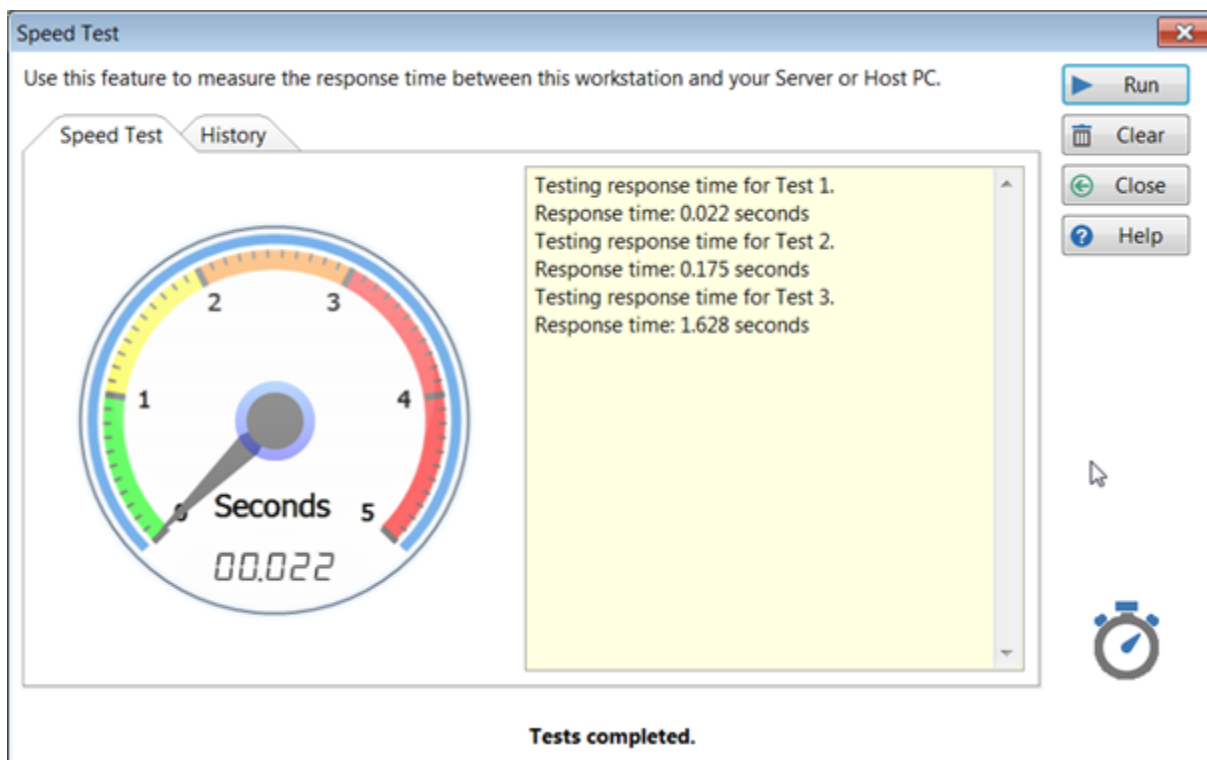 Speed Test
Use this feature to measure the response time between this workstation and your Server or Host PC.
Run
Clear
Close
Help
Speed Test
History
Testing response time for Test 1.
Response time: 0.022 seconds
Testing response time for Test 2.
Response time: 0.175 seconds
Testing response time for Test 3.
Response time: 1.628 seconds
2
3
1
4
0
Seconds
5
00.022
Tests completed.